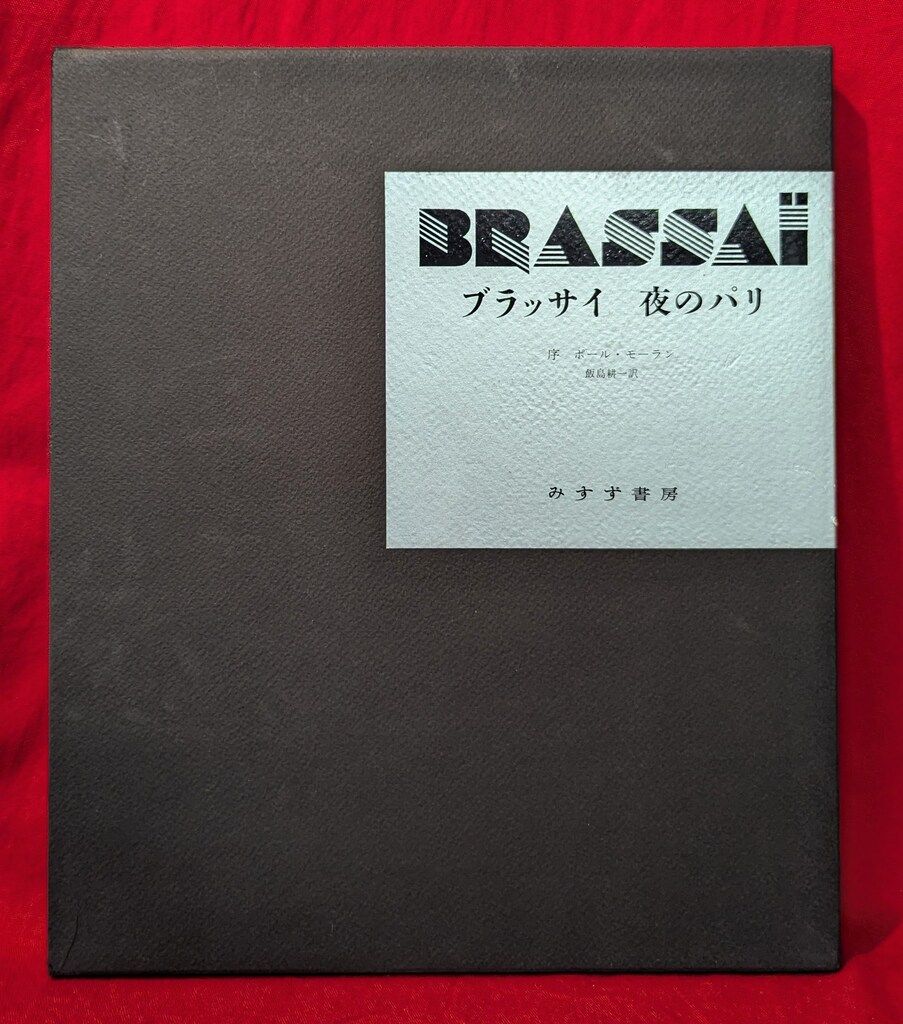 BRASSAÏ
ブラッサイ 夜のパリ
序 ポール・モーラン
飯島耕一訳
みすず書房